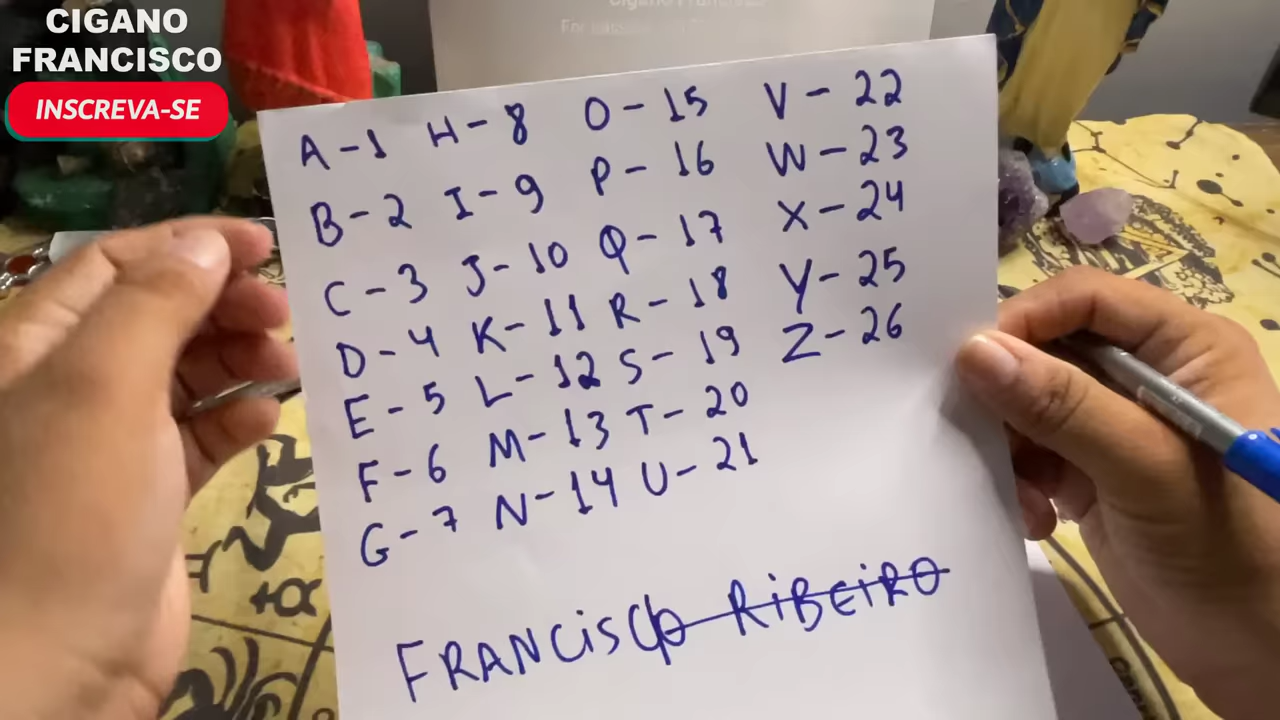 CIGANO
FRANCISCO
INSCREVA-SE
A-1 H-8 O-15 V-22
B-2 I-9 P-16 W-23
C-3 J-10 Q-17 X-24
D-4 K-11 R-18 Y-25
E-5 L-12 S-19 Z-26
F-6 M-13 T-20
G-7 N-14 U-21
FRANCISCO RIBEIRO